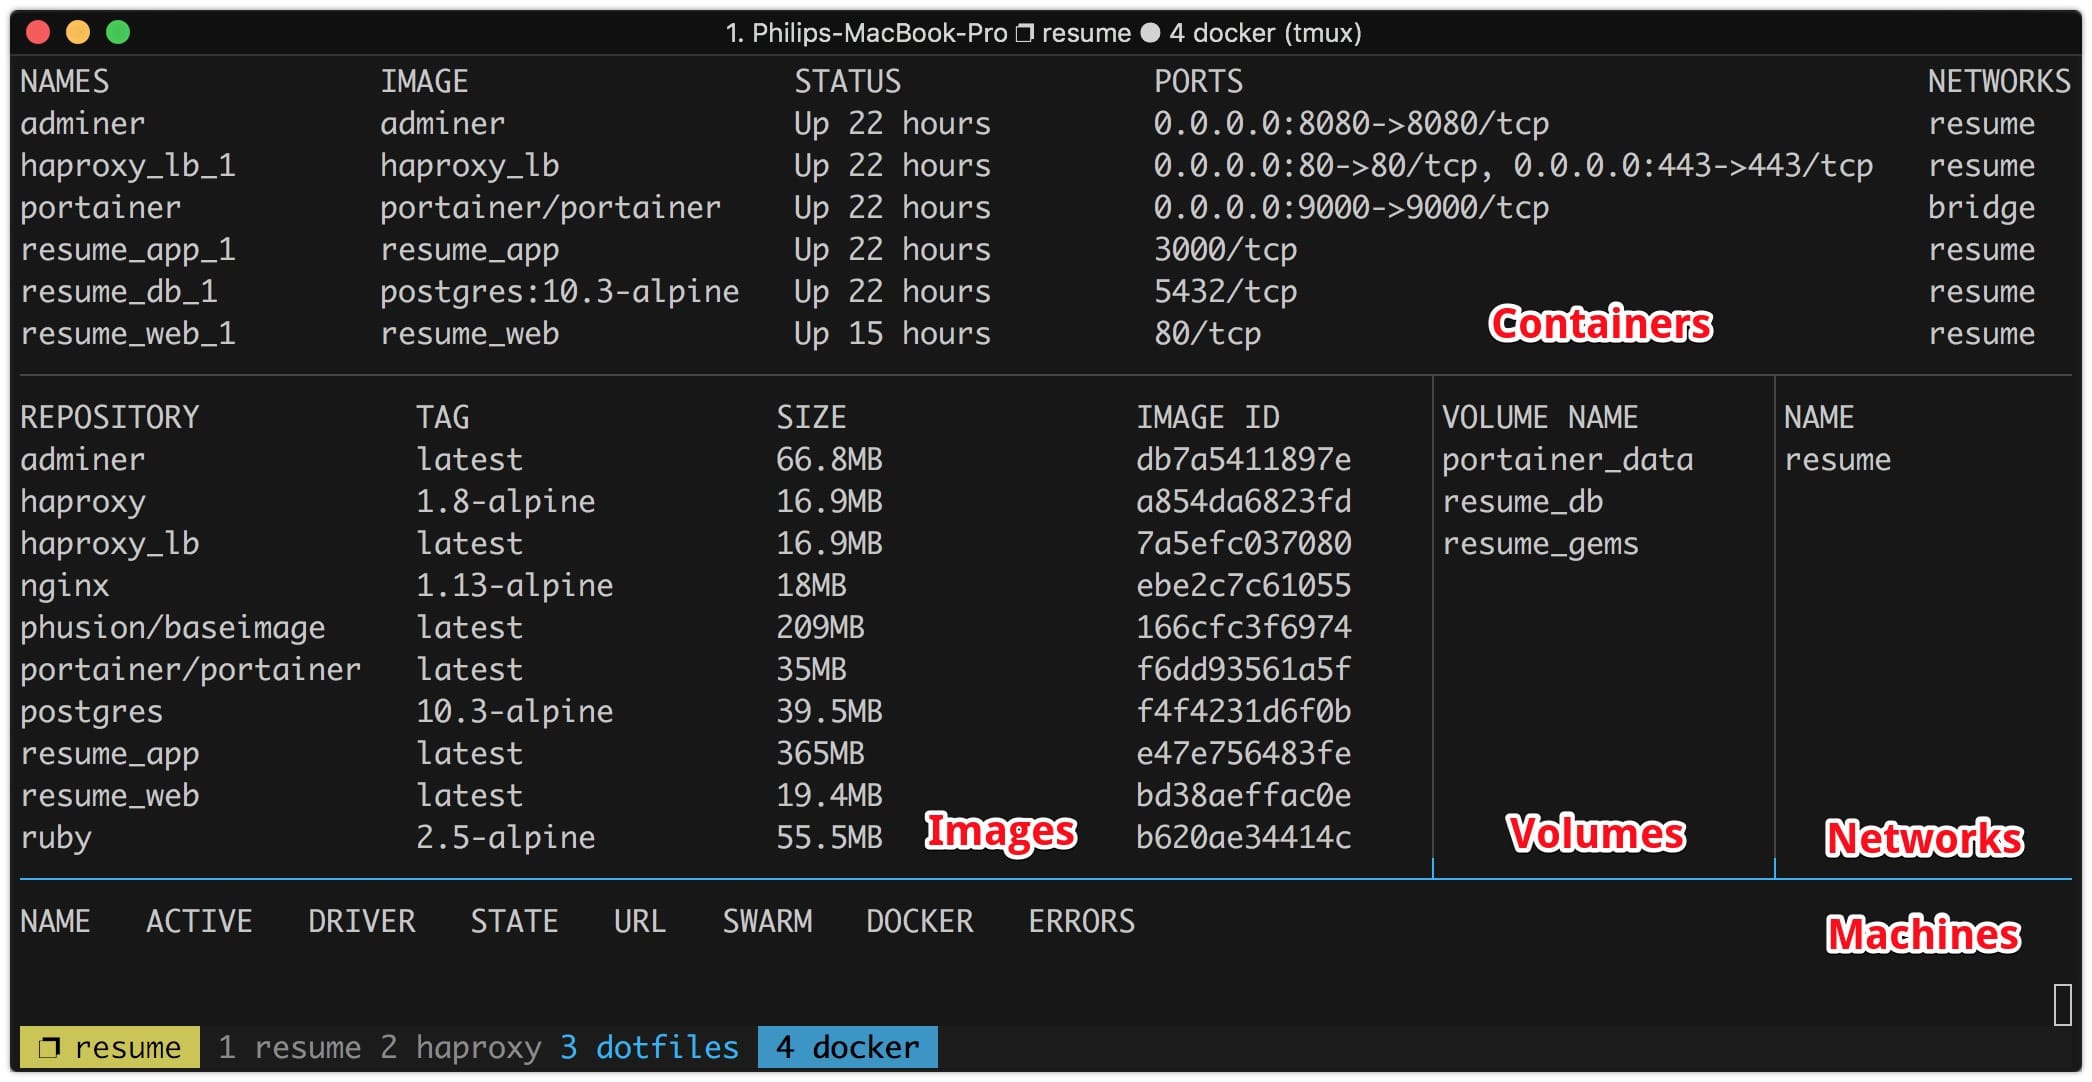 1. Philips-MacBook-Pro ❐ resume ● 4 docker (tmux)
NAMES IMAGE STATUS PORTS NETWORKS
adminer adminer Up 22 hours 0.0.0.0:8080->8080/tcp resume
haproxy_lb_1 haproxy_lb Up 22 hours 0.0.0.0:80->80/tcp, 0.0.0.0:443->443/tcp resume
portainer portainer/portainer Up 22 hours 0.0.0.0:9000->9000/tcp bridge
resume_app_1 resume_app Up 22 hours 3000/tcp resume
resume_db_1 postgres:10.3-alpine Up 22 hours 5432/tcp resume
resume_web_1 resume_web Up 15 hours 80/tcp resume
Containers
REPOSITORY TAG SIZE IMAGE ID
adminer latest 66.8MB db7a5411897e
haproxy 1.8-alpine 16.9MB a854da6823fd
haproxy_lb latest 16.9MB 7a5efc037080
nginx 1.13-alpine 18MB ebe2c7c61055
phusion/baseimage latest 209MB 166cfc3f6974
portainer/portainer latest 35MB f6dd93561a5f
postgres 10.3-alpine 39.5MB f4f4231d6f0b
resume_app latest 365MB e47e756483fe
resume_web latest 19.4MB bd38aeffac0e
ruby 2.5-alpine 55.5MB b620ae34414c
Images
VOLUME NAME
portainer_data
resume_db
resume_gems
Volumes
NAME
resume
Networks
NAME ACTIVE DRIVER STATE URL SWARM DOCKER ERRORS
Machines
❐ resume 1 resume 2 haproxy 3 dotfiles 4 docker